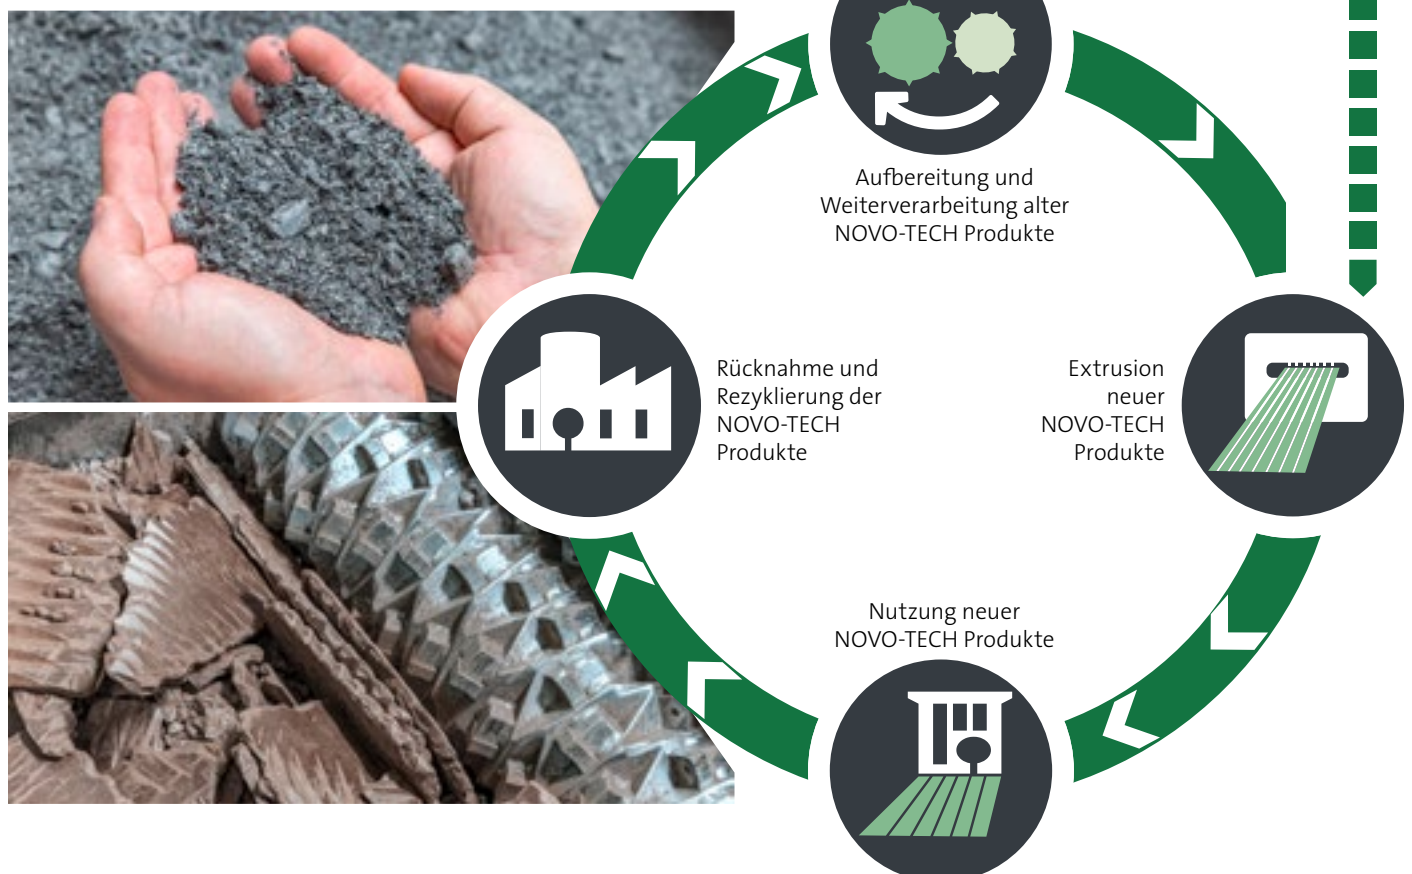 Aufbereitung und
Weiterverarbeitung alter
NOVO-TECH Produkte
Rücknahme und
Rezyklierung der
NOVO-TECH
Produkte
Extrusion
neuer
NOVO-TECH
Produkte
Nutzung neuer
NOVO-TECH Produkte